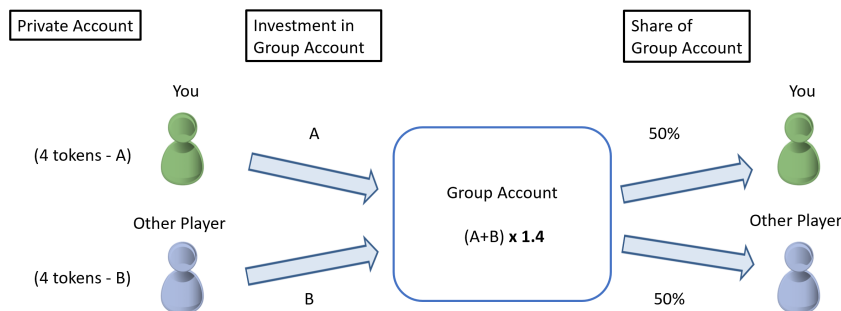 Private Account
Investment in
Group Account
Share of
Group Account
You
You
A
50%
(4 tokens - A)
Group Account
Other Player
Other Player
(A+B) x 1.4
(4 tokens - B)
B
50%